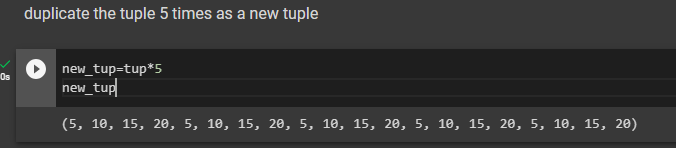 duplicate the tuple 5 times as a new tuple
0s
new_tup=tup*5
new_tup
(5, 10, 15, 20, 5, 10, 15, 20, 5, 10, 15, 20, 5, 10, 15, 20, 5, 10, 15, 20)